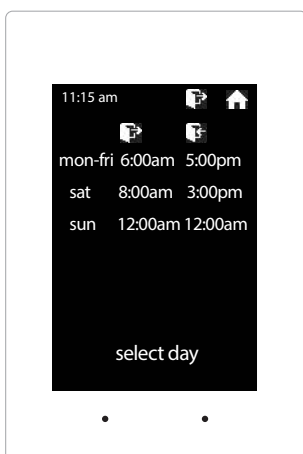 11:15 am
mon-fri 6:00am 5:00pm
sat 8:00am 3:00pm
sun 12:00am 12:00am
select day